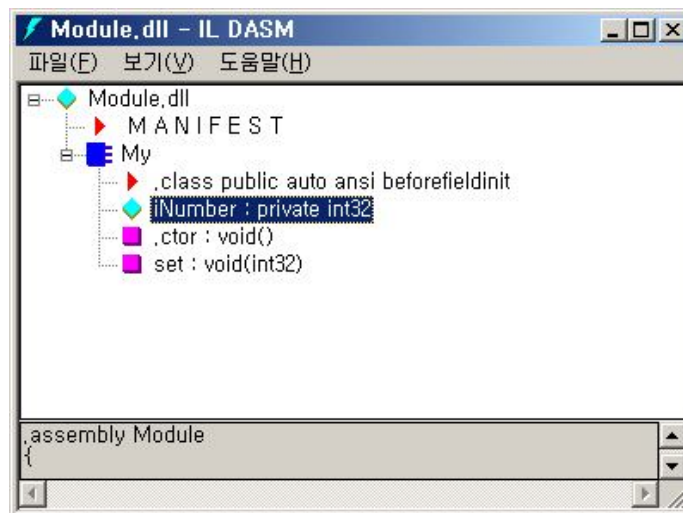 Module,dll - IL DASM
파일(F) 보기(V) 도움말(H)
Module,dll
M A N I F E S T
My
,class public auto ansi beforefieldinit
iNumber : private int32
,ctor : void()
set : void(int32)
,assembly Module
{